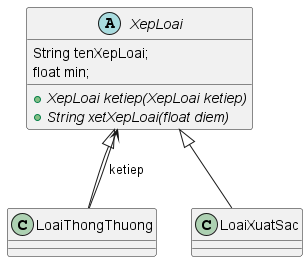 A XepLoai
String tenXepLoai;
float min;
XepLoai ketiep(XepLoai ketiep)
String xetXepLoai(float diem)
ketiep
C LoaiThongThuong
C LoaiXuatSac